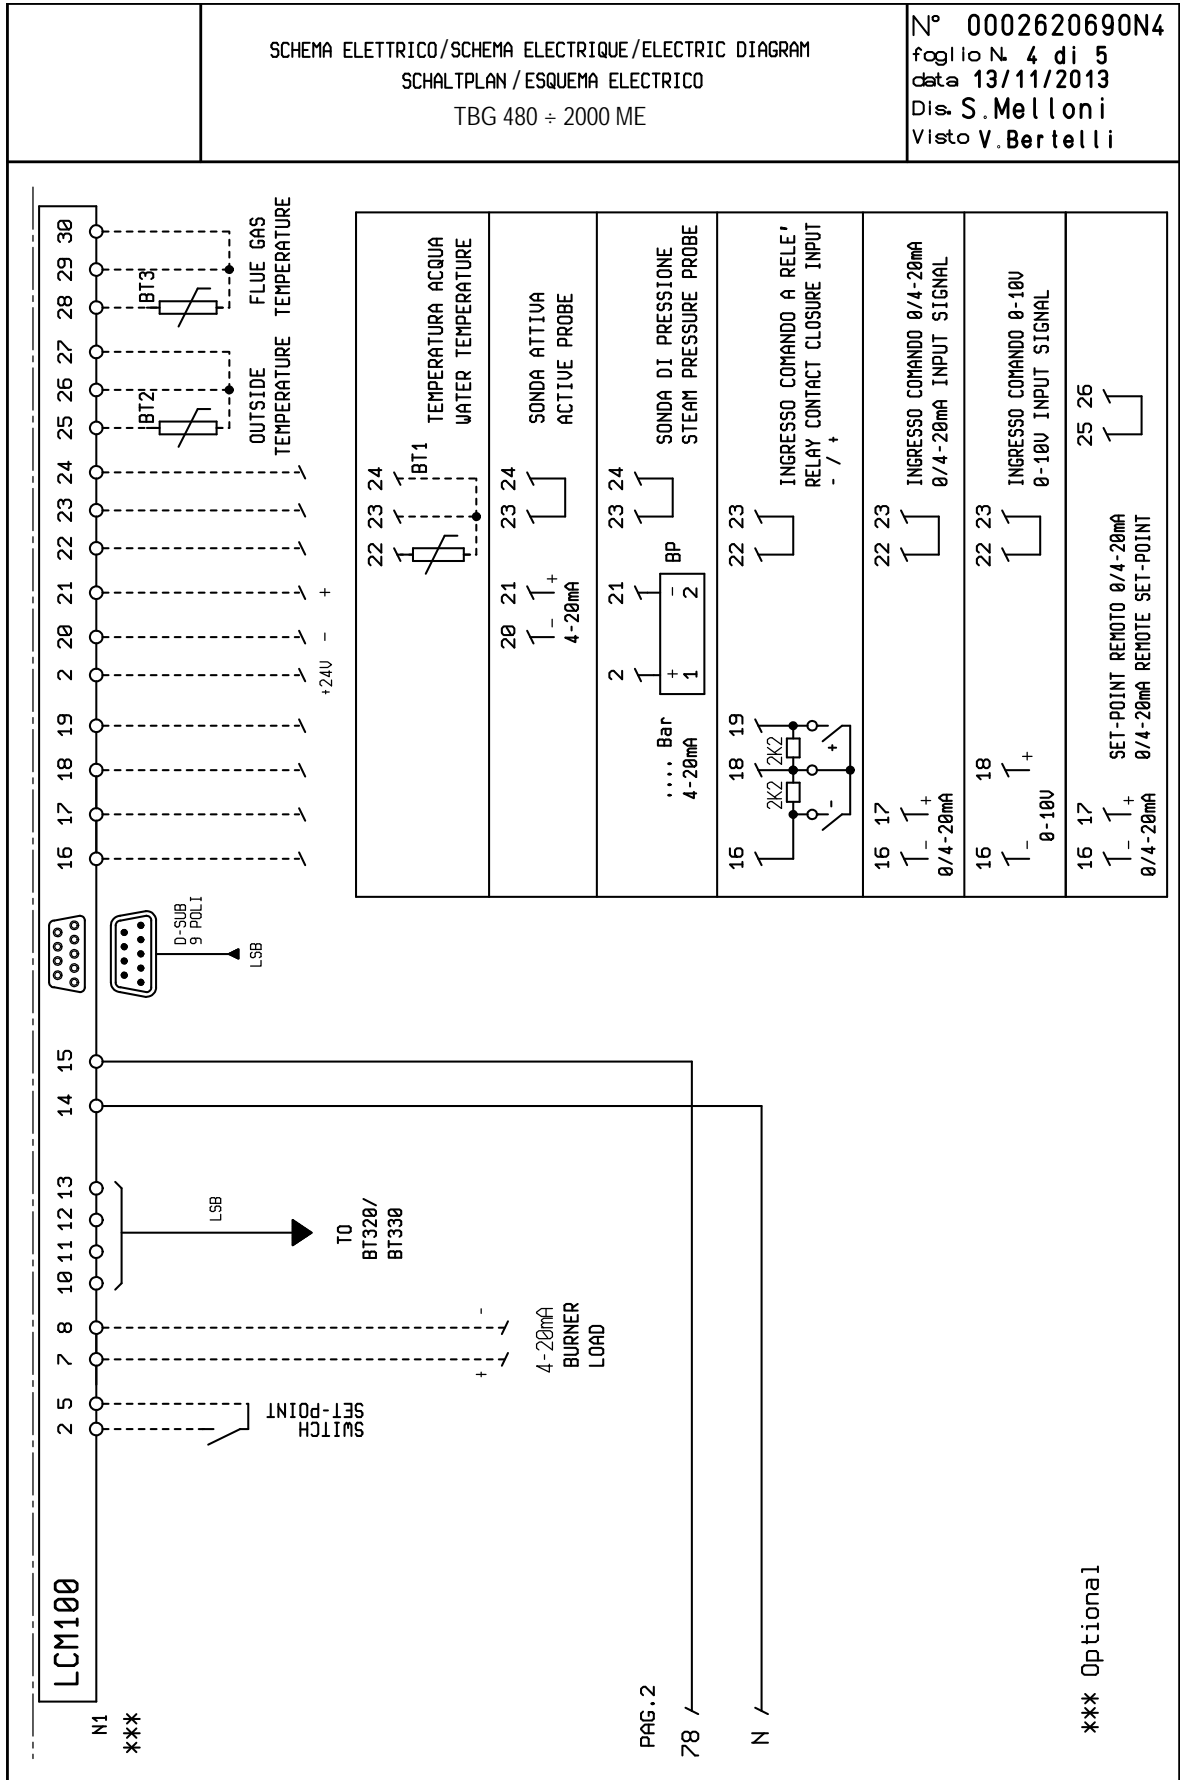 SCHEMA ELETTRICO/SCHEMA ELECTRIQUE/ELECTRIC DIAGRAM
SCHALTPLAN/ESQUEMA ELECTRICO
TBG 480 ÷ 2000 ME
N° 0002620690N4
foglio N. 4 di 5
data 13/11/2013
Dis. S.Melloni
Visto V.Bertelli
LCM100
N1
***
2 5 7 8 10 11 12 13 14 15 16 17 18 19 2 20 21 22 23 24 25 26 27 28 29 30
SWITCH
SET-POINT
+ -
4-20mA
BURNER
LOAD
LSB
TO
BT320/
BT330
D-SUB
9 POLI
LSB
+24V - +
BT2
OUTSIDE
TEMPERATURE
BT3
FLUE GAS
TEMPERATURE
22 23 24
BT1
TEMPERATURA ACQUA
WATER TEMPERATURE
20 21 23 24
- +
4-20mA
SONDA ATTIVA
ACTIVE PROBE
2 21 23 24
+ -
1 2
BP
.... Bar
4-20mA
SONDA DI PRESSIONE
STEAM PRESSURE PROBE
16 18 19 22 23
2K2 2K2
- +
INGRESSO COMANDO A RELE'
RELAY CONTACT CLOSURE INPUT
- / +
16 17 22 23
- +
0/4-20mA
INGRESSO COMANDO 0/4-20mA
0/4-20mA INPUT SIGNAL
16 18 22 23
- +
0-10V
INGRESSO COMANDO 0-10V
0-10V INPUT SIGNAL
16 17 25 26
- +
0/4-20mA
SET-POINT REMOTO 0/4-20mA
0/4-20mA REMOTE SET-POINT
PAG.2
78
N
*** Optional